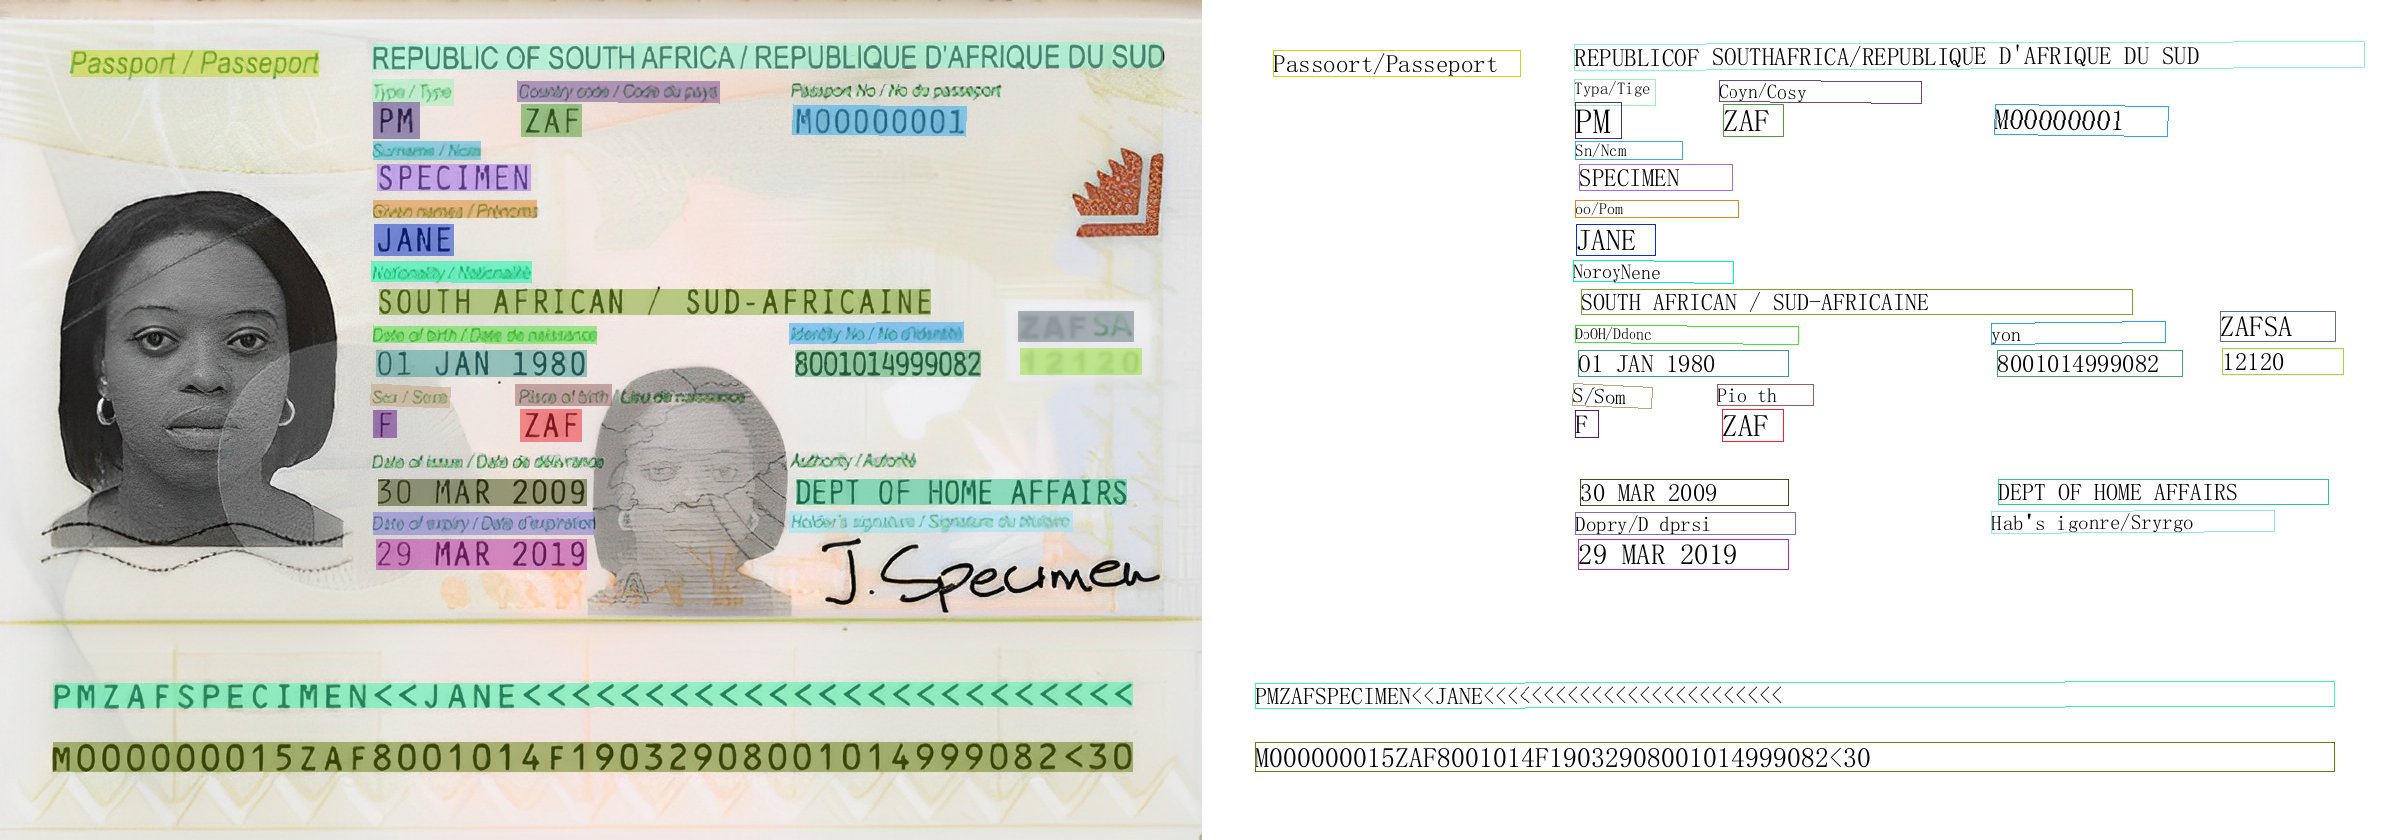 Passport / Passeport
REPUBLIC OF SOUTH AFRICA / REPUBLIQUE D'AFRIQUE DU SUD
Type / Type Country code / Code du pays Passport No / No du passeport
PM ZAF M00000001
Surname / Nom
SPECIMEN
Given names / Prénoms
JANE
Nationality / Nationalité
SOUTH AFRICAN / SUD-AFRICAINE
Date of birth / Date de naissance Identity No / No d'identité ZAFSA
01 JAN 1980 8001014999082 12120
Sex / Sexe Place of birth / Lieu de naissance
F ZAF
Date of issue / Date de délivrance Authority / Autorité
30 MAR 2009 DEPT OF HOME AFFAIRS
Date of expiry / Date d'expiration Holder's signature / Signature du titulaire
29 MAR 2019 J. Specimen
PMZAFSPECIMEN<<JANE<<<<<<<<<<<<<<<<<<<<<<<<<
M000000015ZAF8001014F19032908001014999082<30
Passoort/Passeport
REPUBLICOF SOUTHAFRICA/REPUBLIQUE D'AFRIQUE DU SUD
Typa/Tige Coyn/Cosy
PM ZAF M00000001
Sn/Ncm
SPECIMEN
oo/Pom
JANE
NoroyNene
SOUTH AFRICAN / SUD-AFRICAINE
DoOH/Ddonc yon ZAFSA
01 JAN 1980 8001014999082 12120
S/Som Pio th
F ZAF
30 MAR 2009 DEPT OF HOME AFFAIRS
Dopry/D dprsi Hab's igonre/Sryrgo
29 MAR 2019
PMZAFSPECIMEN<<JANE<<<<<<<<<<<<<<<<<<<<<<<<<
M000000015ZAF8001014F19032908001014999082<30